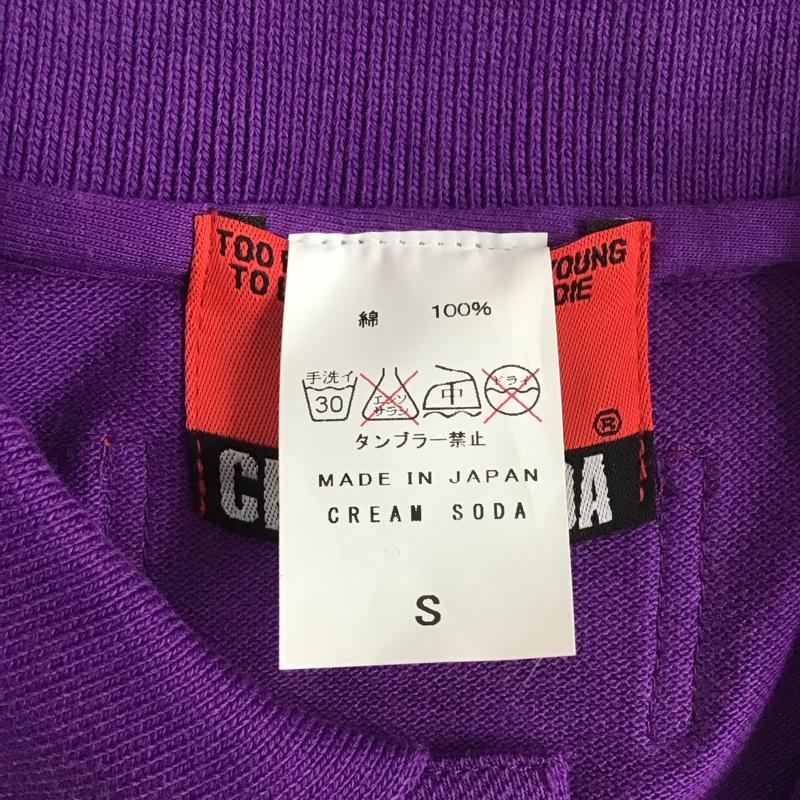 TOO YOUNG
TO DIE
綿 100%
手洗イ
30
エンソ
サラシ
中
ドライ
タンブラー禁止
MADE IN JAPAN
CREAM SODA
S
®
C DA